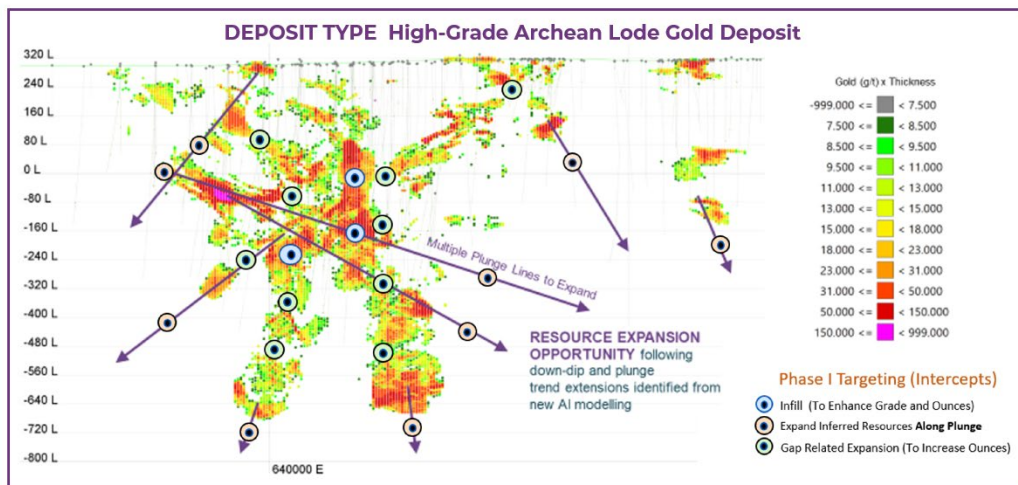 DEPOSIT TYPE High-Grade Archean Lode Gold Deposit
320 L
240 L
160 L
80 L
0 L
-80 L
-160 L
-240 L
-320 L
-400 L
-480 L
-560 L
-640 L
-720 L
-800 L
640000 E
Multiple Plunge Lines to Expand
RESOURCE EXPANSION
OPPORTUNITY following
down-dip and plunge
trend extensions identified from
new AI modelling
Gold (g/t) x Thickness
-999.000 <= < 7.500
7.500 <= < 8.500
8.500 <= < 9.500
9.500 <= < 11.000
11.000 <= < 13.000
13.000 <= < 15.000
15.000 <= < 18.000
18.000 <= < 23.000
23.000 <= < 31.000
31.000 <= < 50.000
50.000 <= < 150.000
150.000 <= < 999.000
Phase I Targeting (Intercepts)
Infill (To Enhance Grade and Ounces)
Expand Inferred Resources Along Plunge
Gap Related Expansion (To Increase Ounces)